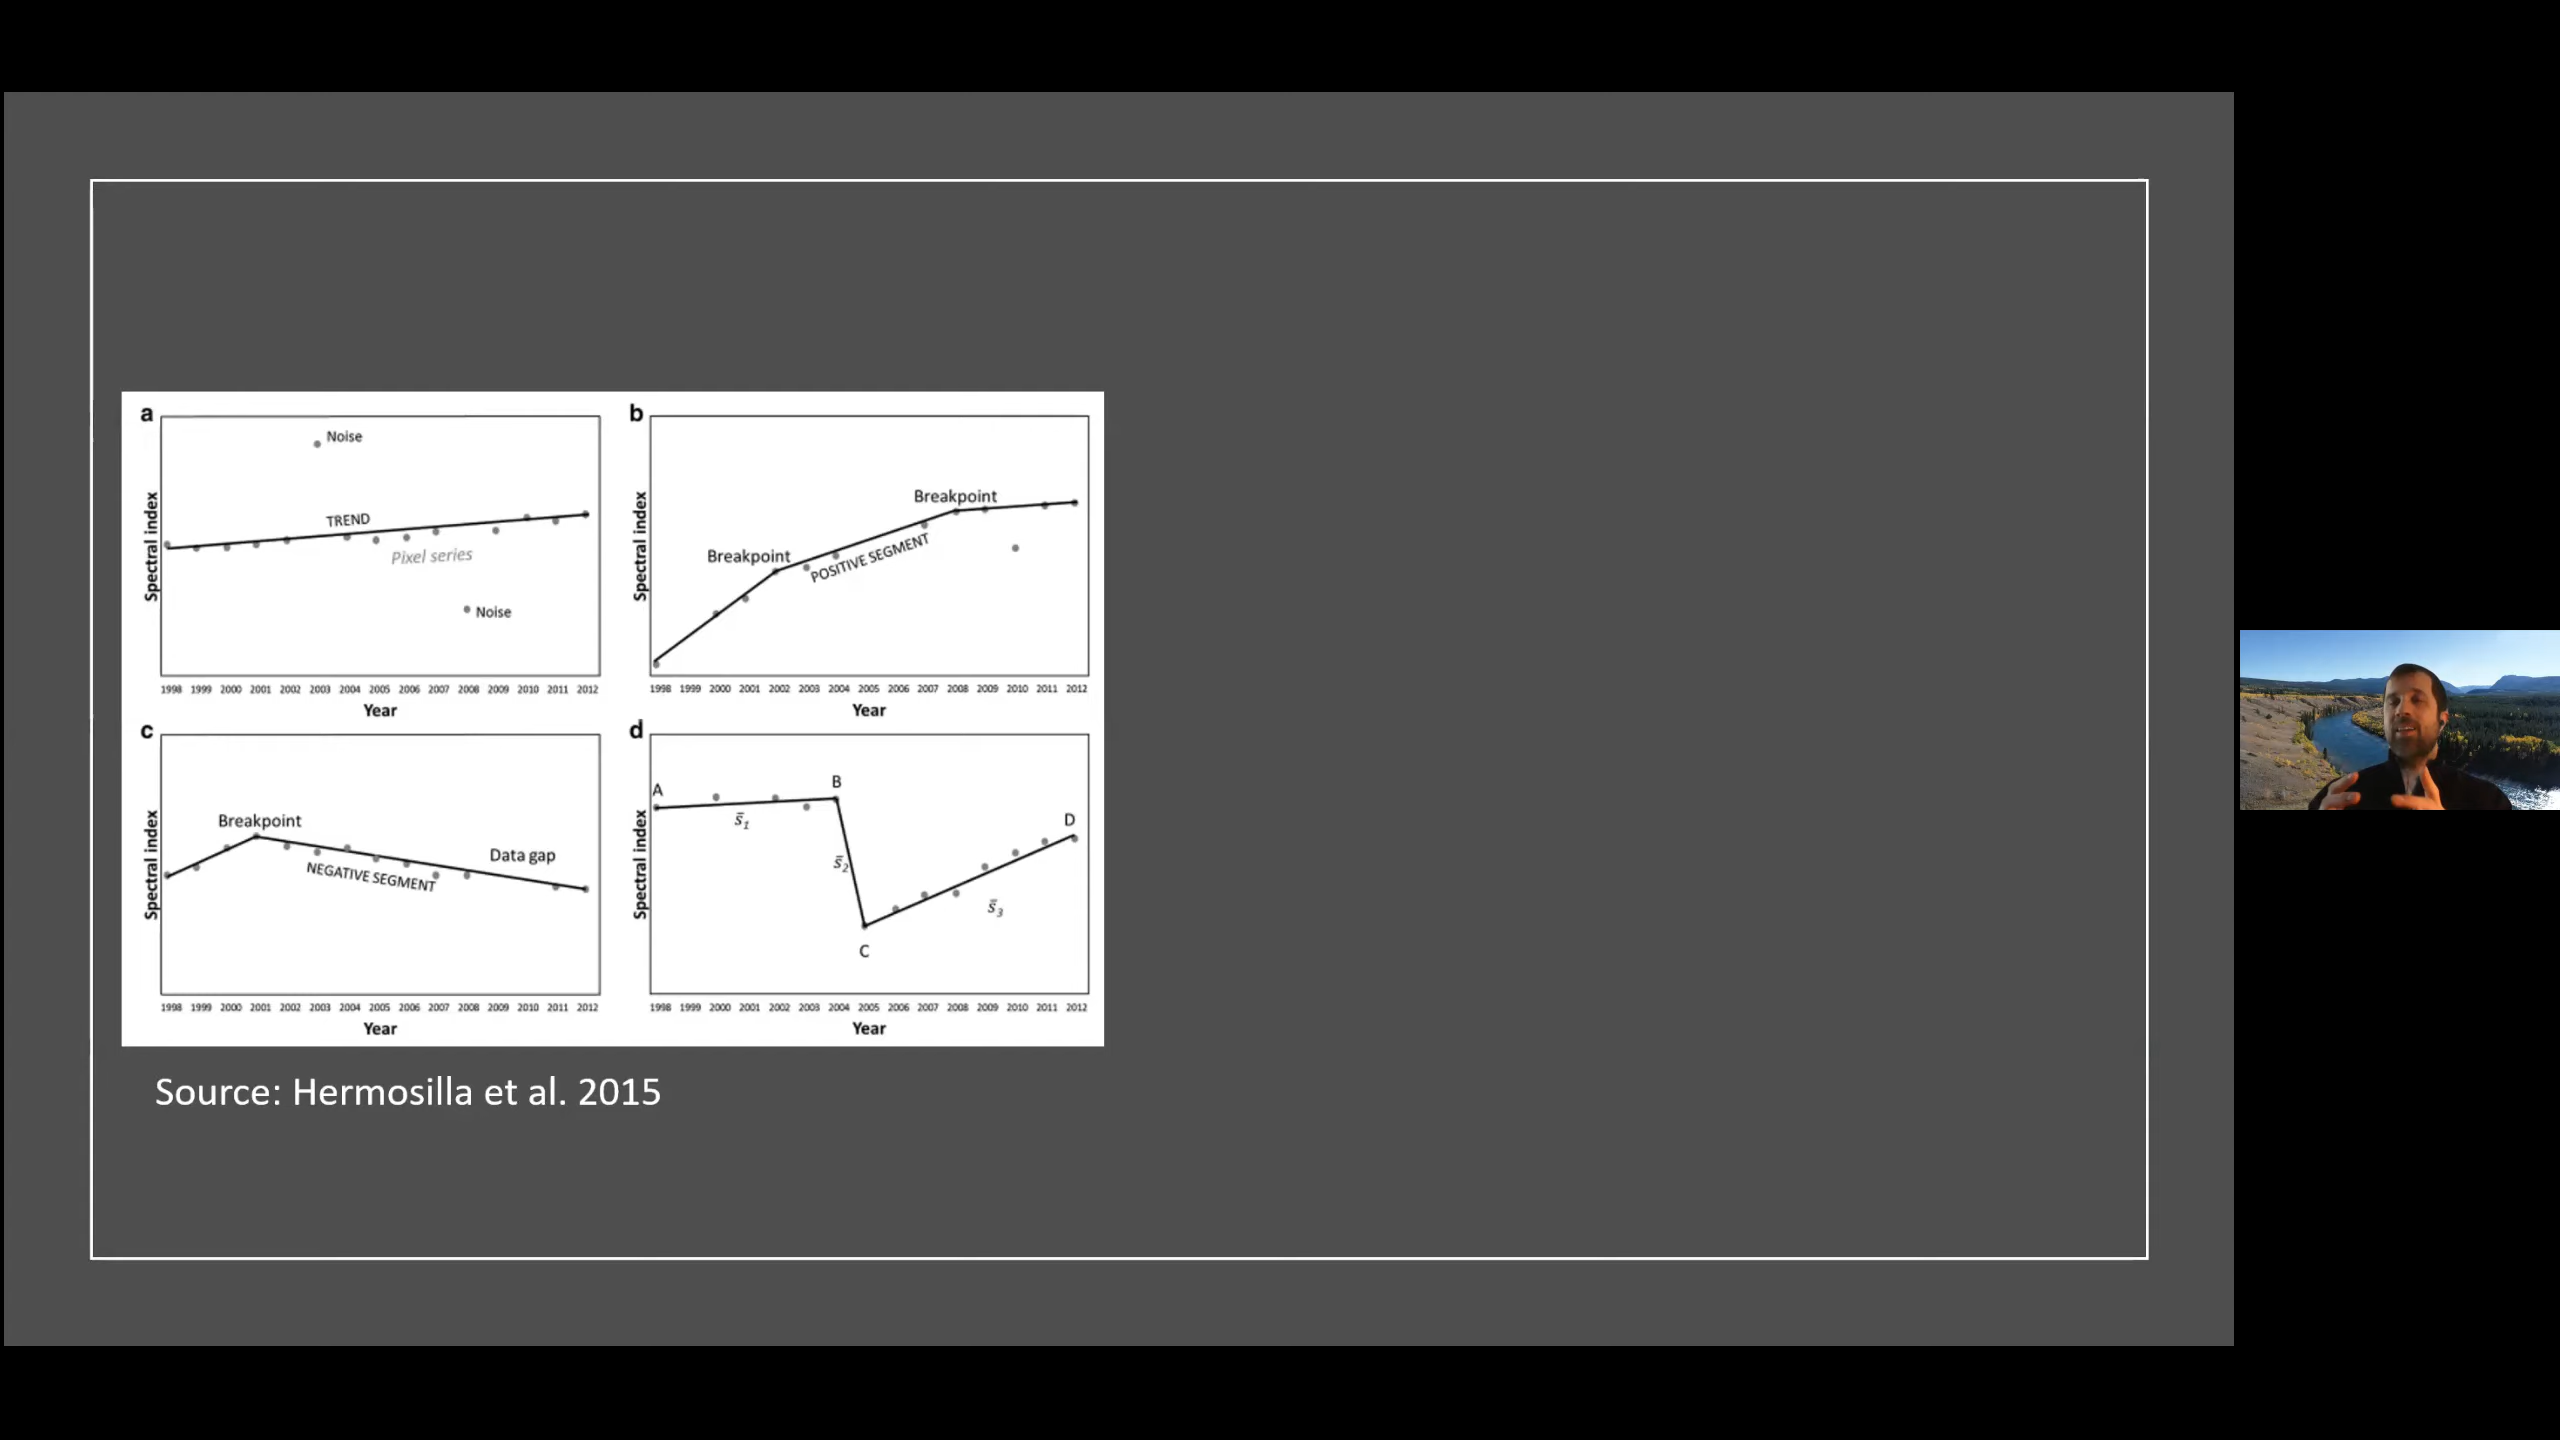 a
Noise
TREND
Pixel series
Noise
Spectral index
1998 1999 2000 2001 2002 2003 2004 2005 2006 2007 2008 2009 2010 2011 2012
Year
b
Breakpoint
Breakpoint
POSITIVE SEGMENT
Spectral index
1998 1999 2000 2001 2002 2003 2004 2005 2006 2007 2008 2009 2010 2011 2012
Year
c
Breakpoint
Data gap
NEGATIVE SEGMENT
Spectral index
1998 1999 2000 2001 2002 2003 2004 2005 2006 2007 2008 2009 2010 2011 2012
Year
d
A
B
s̄₁
D
s̄₂
s̄₃
C
Spectral index
1998 1999 2000 2001 2002 2003 2004 2005 2006 2007 2008 2009 2010 2011 2012
Year
Source: Hermosilla et al. 2015